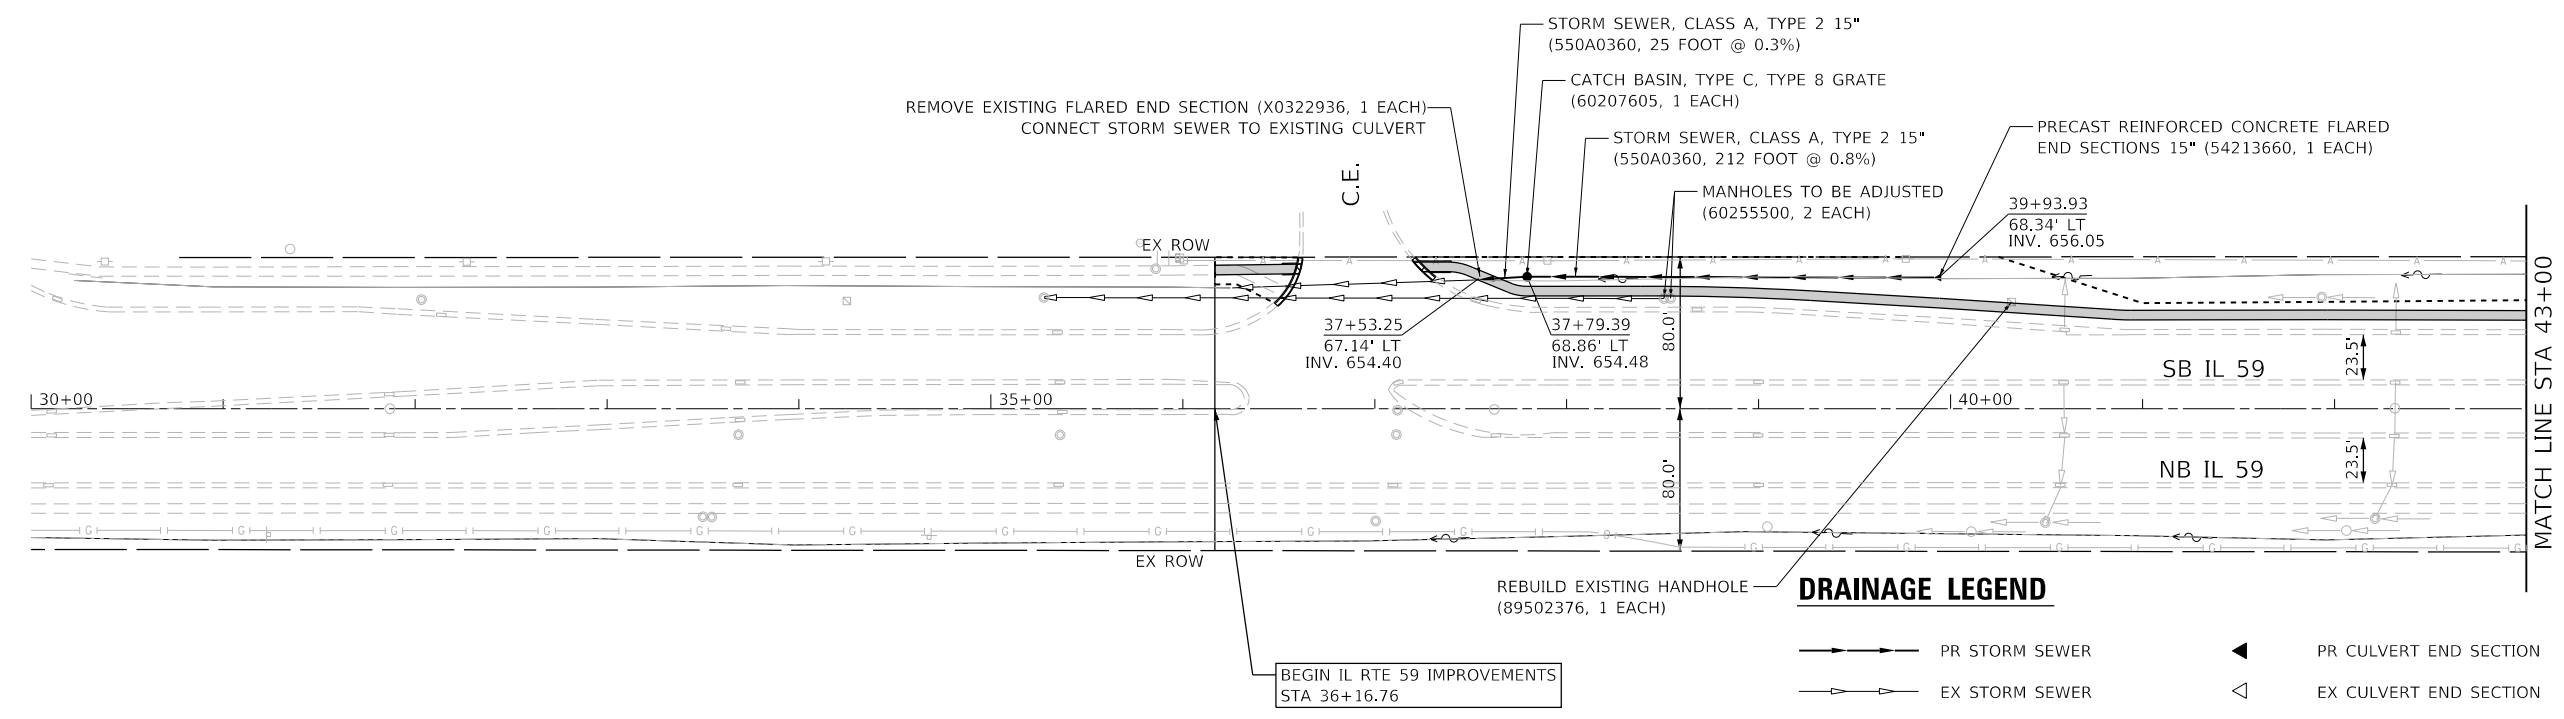 STORM SEWER, CLASS A, TYPE 2 15"
(550A0360, 25 FOOT @ 0.3%)
CATCH BASIN, TYPE C, TYPE 8 GRATE
(60207605, 1 EACH)
REMOVE EXISTING FLARED END SECTION (X0322936, 1 EACH)
CONNECT STORM SEWER TO EXISTING CULVERT
STORM SEWER, CLASS A, TYPE 2 15"
(550A0360, 212 FOOT @ 0.8%)
PRECAST REINFORCED CONCRETE FLARED
END SECTIONS 15" (54213660, 1 EACH)
MANHOLES TO BE ADJUSTED
(60255500, 2 EACH)
C.E.
39+93.93
68.34' LT
INV. 656.05
EX ROW
37+53.25
67.14' LT
INV. 654.40
37+79.39
68.86' LT
INV. 654.48
80.0'
23.5'
SB IL 59
30+00
35+00
40+00
MATCH LINE STA 43+00
80.0'
23.5'
NB IL 59
EX ROW
REBUILD EXISTING HANDHOLE
(89502376, 1 EACH)
BEGIN IL RTE 59 IMPROVEMENTS
STA 36+16.76
DRAINAGE LEGEND
PR STORM SEWER
PR CULVERT END SECTION
EX STORM SEWER
EX CULVERT END SECTION